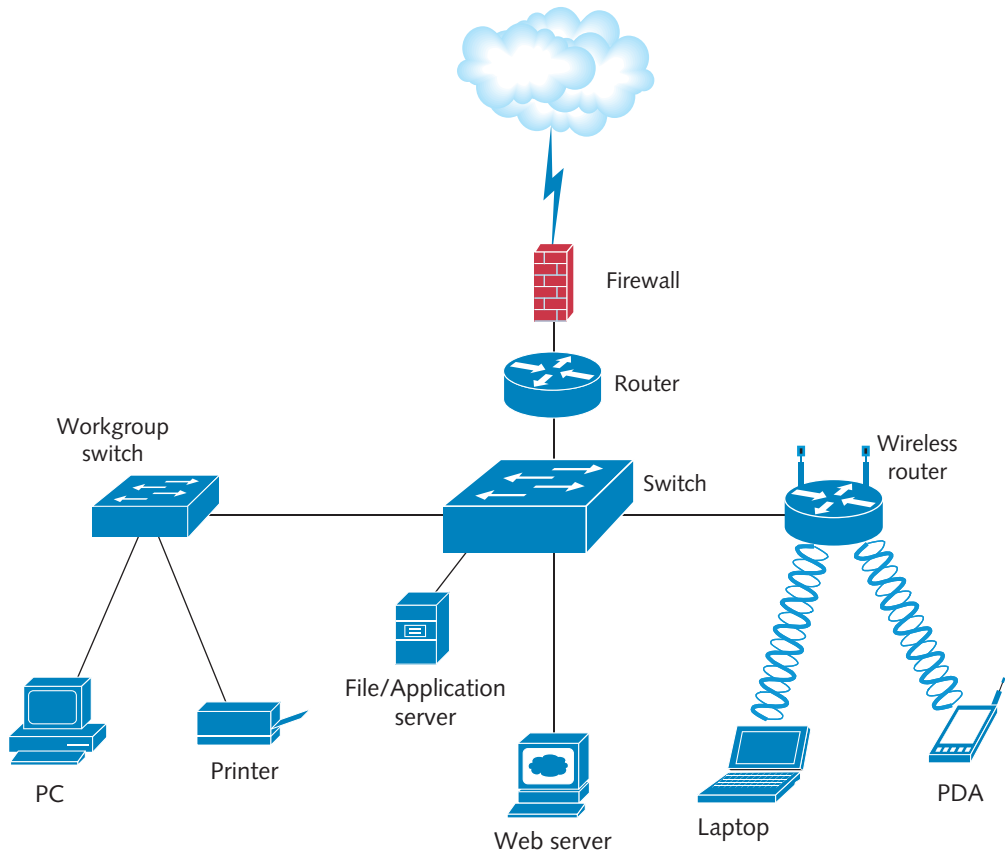 Firewall
Router
Workgroup
switch
Switch
Wireless
router
File/Application
server
PC
Printer
Web server
Laptop
PDA